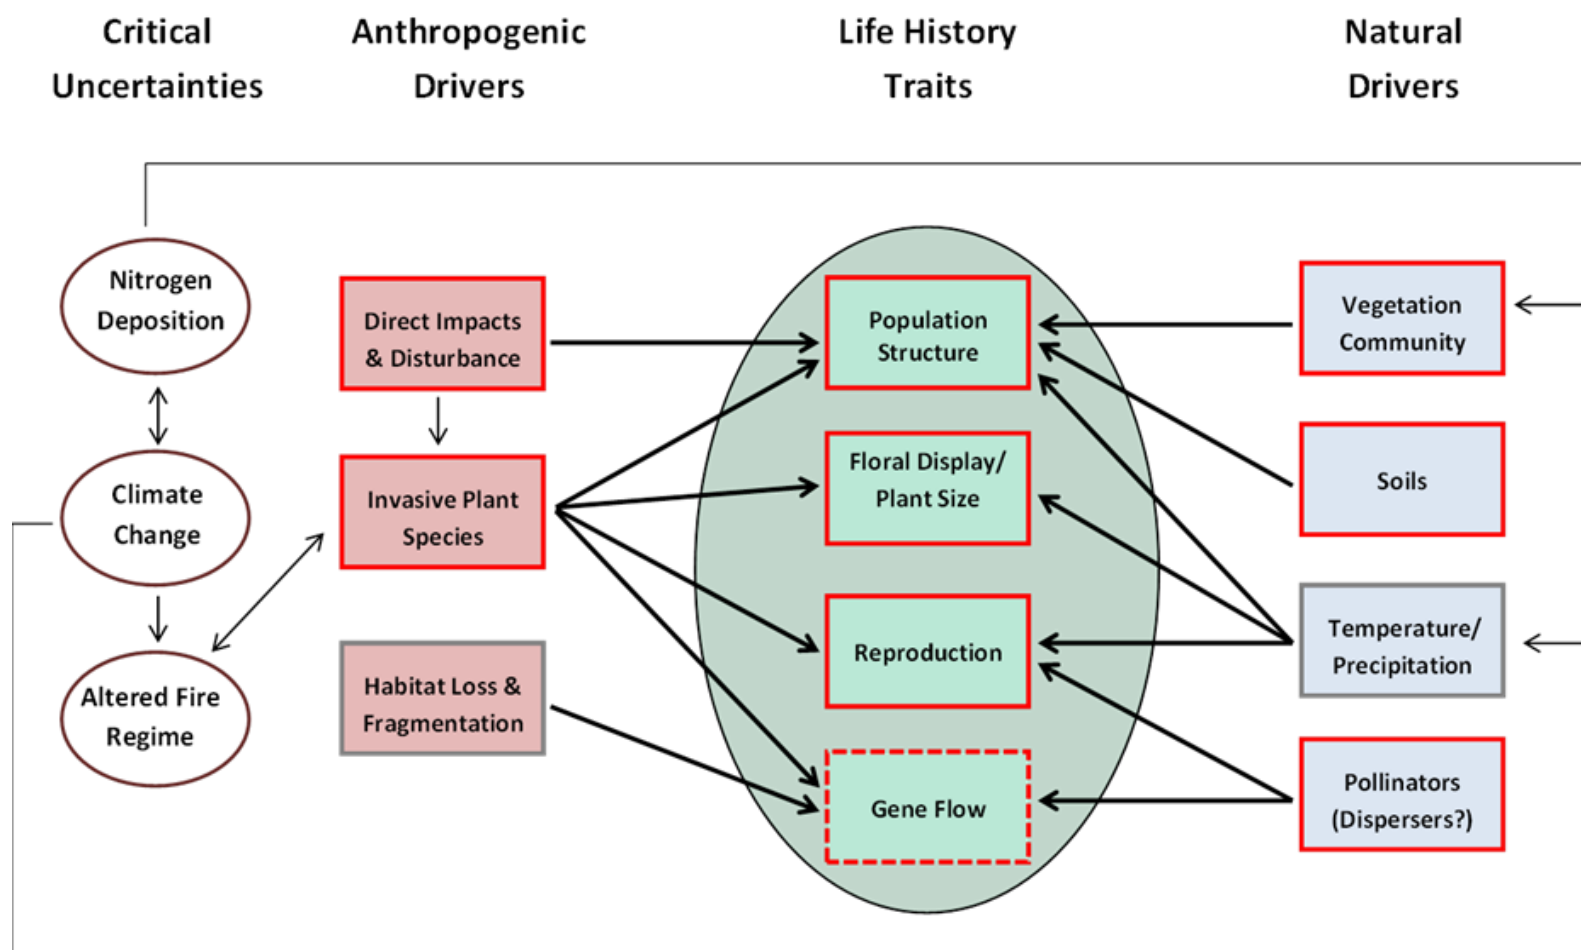 Critical
Uncertainties
Anthropogenic
Drivers
Life History
Traits
Natural
Drivers
Nitrogen
Deposition
Climate
Change
Altered Fire
Regime
Direct Impacts
& Disturbance
Invasive Plant
Species
Habitat Loss &
Fragmentation
Population
Structure
Floral Display/
Plant Size
Reproduction
Gene Flow
Vegetation
Community
Soils
Temperature/
Precipitation
Pollinators
(Dispersers?)